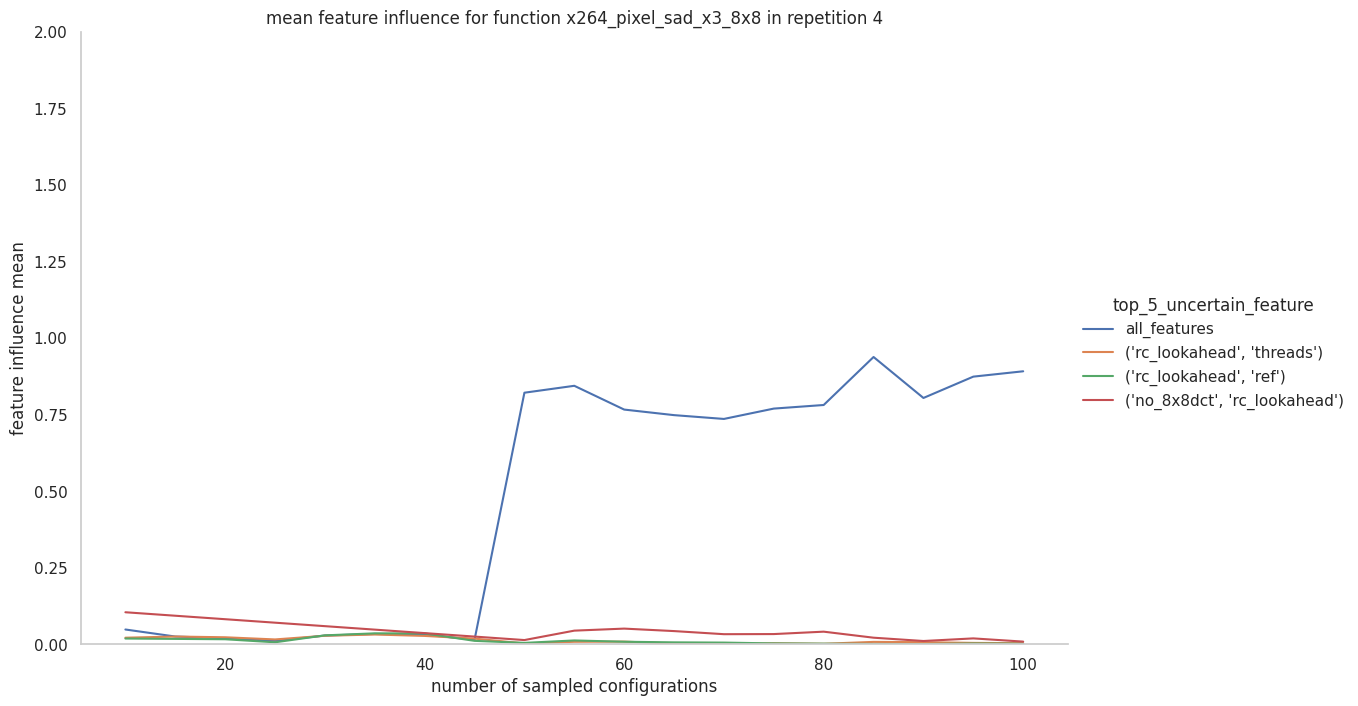 mean feature influence for function x264_pixel_sad_x3_8x8 in repetition 4
2.00
1.75
1.50
1.25
1.00
0.75
0.50
0.25
0.00
feature influence mean
20 40 60 80 100
number of sampled configurations
top_5_uncertain_feature
all_features
('rc_lookahead', 'threads')
('rc_lookahead', 'ref')
('no_8x8dct', 'rc_lookahead')